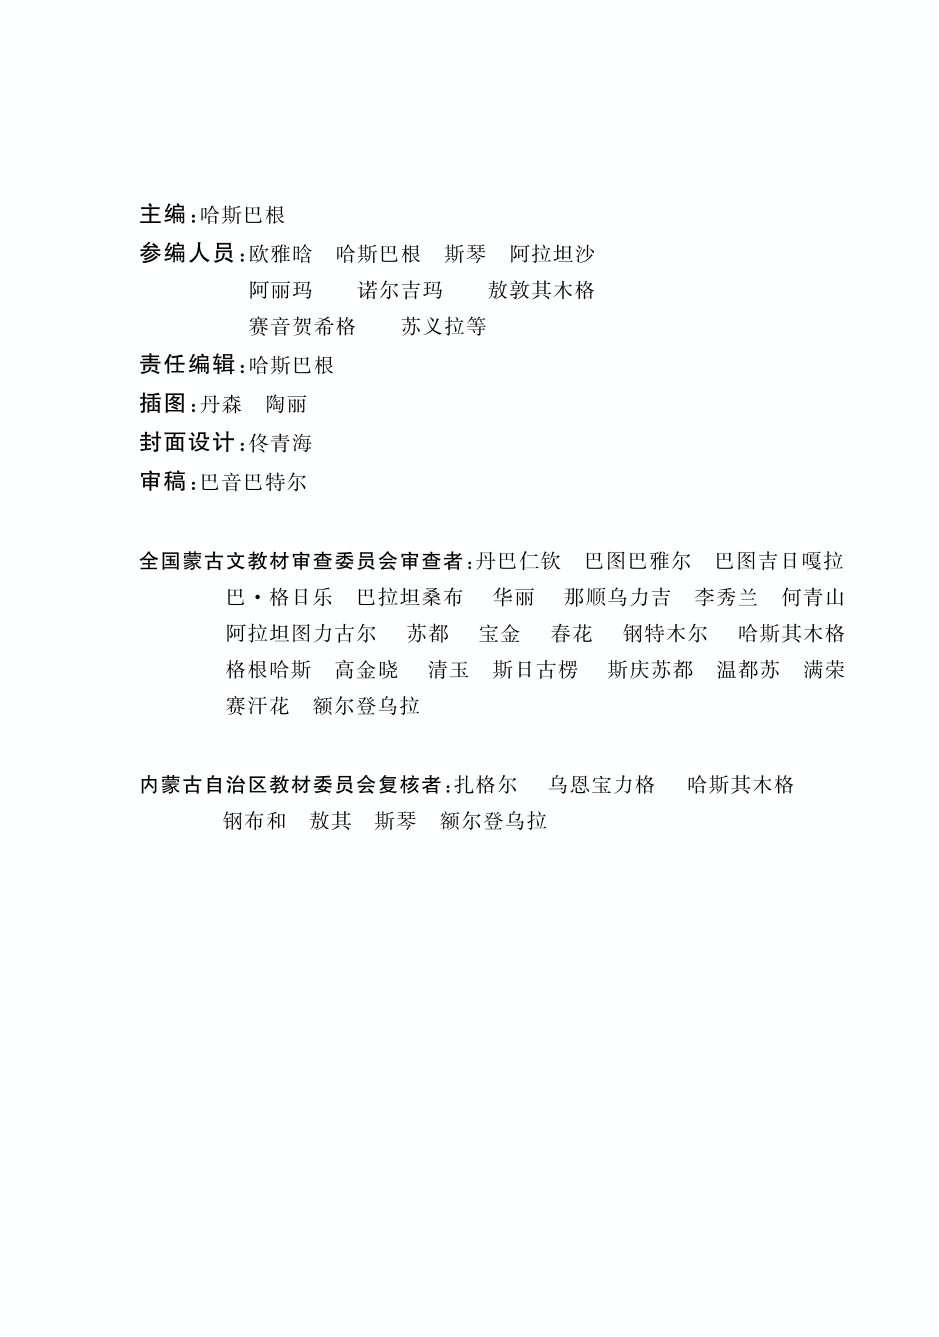 主编:哈斯巴根
参编人员:欧雅晗　哈斯巴根　斯琴　阿拉坦沙
阿丽玛　诺尔吉玛　敖敦其木格
赛音贺希格　苏义拉等
责任编辑:哈斯巴根
插图:丹森　陶丽
封面设计:佟青海
审稿:巴音巴特尔
全国蒙古文教材审查委员会审查者:丹巴仁钦　巴图巴雅尔　巴图吉日嘎拉
巴·格日乐　巴拉坦桑布　华丽　那顺乌力吉　李秀兰　何青山
阿拉坦图力古尔　苏都　宝金　春花　钢特木尔　哈斯其木格
格根哈斯　高金晓　清玉　斯日古楞　斯庆苏都　温都苏　满荣
赛汗花　额尔登乌拉
内蒙古自治区教材委员会复核者:扎格尔　乌恩宝力格　哈斯其木格
钢布和　敖其　斯琴　额尔登乌拉